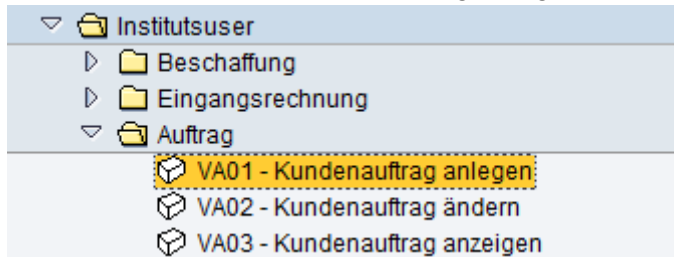 Institutsuser
Beschaffung
Eingangsrechnung
Auftrag
VA01 - Kundenauftrag anlegen
VA02 - Kundenauftrag ändern
VA03 - Kundenauftrag anzeigen